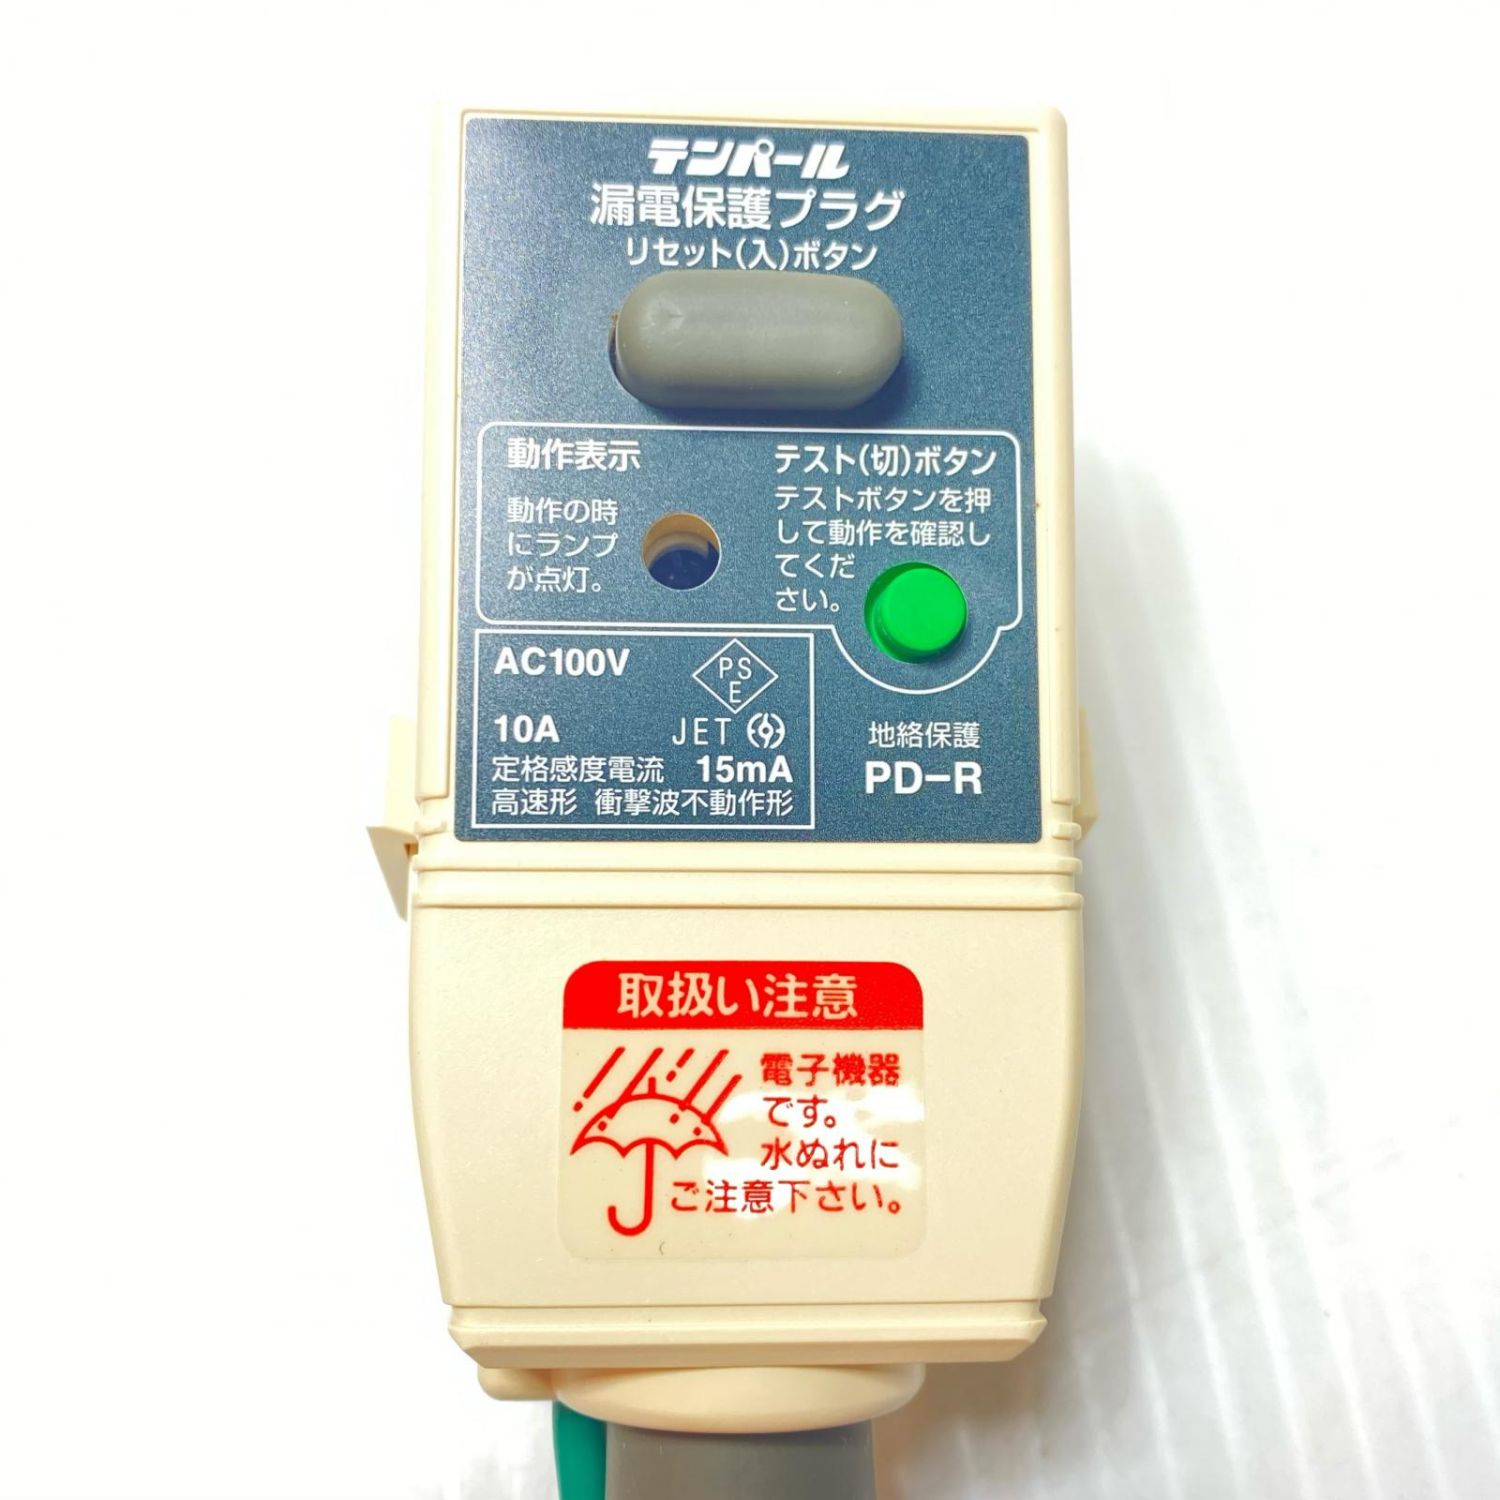 テンパール
漏電保護プラグ
リセット(入)ボタン
動作表示
動作の時
にランプ
が点灯。
テスト(切)ボタン
テストボタンを押
して動作を確認し
てくだ
さい。
AC100V
PS
E
10A
JET
定格感度電流 15mA
高速形 衝撃波不動作形
地絡保護
PD-R
取扱い注意
電子機器
です。
水ぬれに
ご注意下さい。